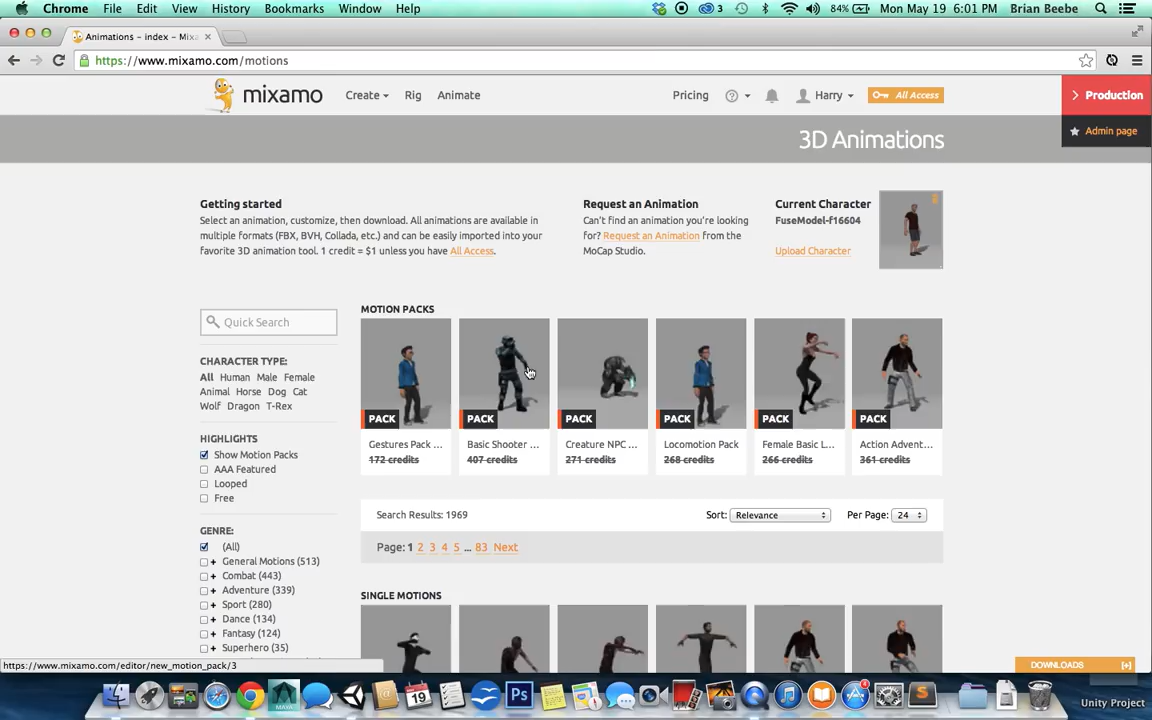 Chrome File Edit View History Bookmarks Window Help 3 84% Mon May 19 6:01 PM Brian Beebe
Animations - index - Mixa
https://www.mixamo.com/motions
mixamo Create Rig Animate Pricing Harry All Access Production
Admin page
3D Animations
Getting started
Select an animation, customize, then download. All animations are available in
multiple formats (FBX, BVH, Collada, etc.) and can be easily imported into your
favorite 3D animation tool. 1 credit = $1 unless you have All Access.
Request an Animation
Can't find an animation you're looking
for? Request an Animation from the
MoCap Studio.
Current Character
FuseModel-f16604
Upload Character
Quick Search
CHARACTER TYPE:
All Human Male Female
Animal Horse Dog Cat
Wolf Dragon T-Rex
HIGHLIGHTS
Show Motion Packs
AAA Featured
Looped
Free
GENRE:
(All)
General Motions (513)
Combat (443)
Adventure (339)
Sport (280)
Dance (134)
Fantasy (124)
Superhero (35)
MOTION PACKS
PACK PACK PACK PACK PACK PACK
Gestures Pack ... Basic Shooter ... Creature NPC ... Locomotion Pack Female Basic L... Action Advent...
172 credits 407 credits 271 credits 268 credits 266 credits 361 credits
Search Results: 1969 Sort: Relevance Per Page: 24
Page: 1 2 3 4 5 ... 83 Next
SINGLE MOTIONS
https://www.mixamo.com/editor/new_motion_pack/3
DOWNLOADS [+]
MAYA 19 Ps S
Unity Project